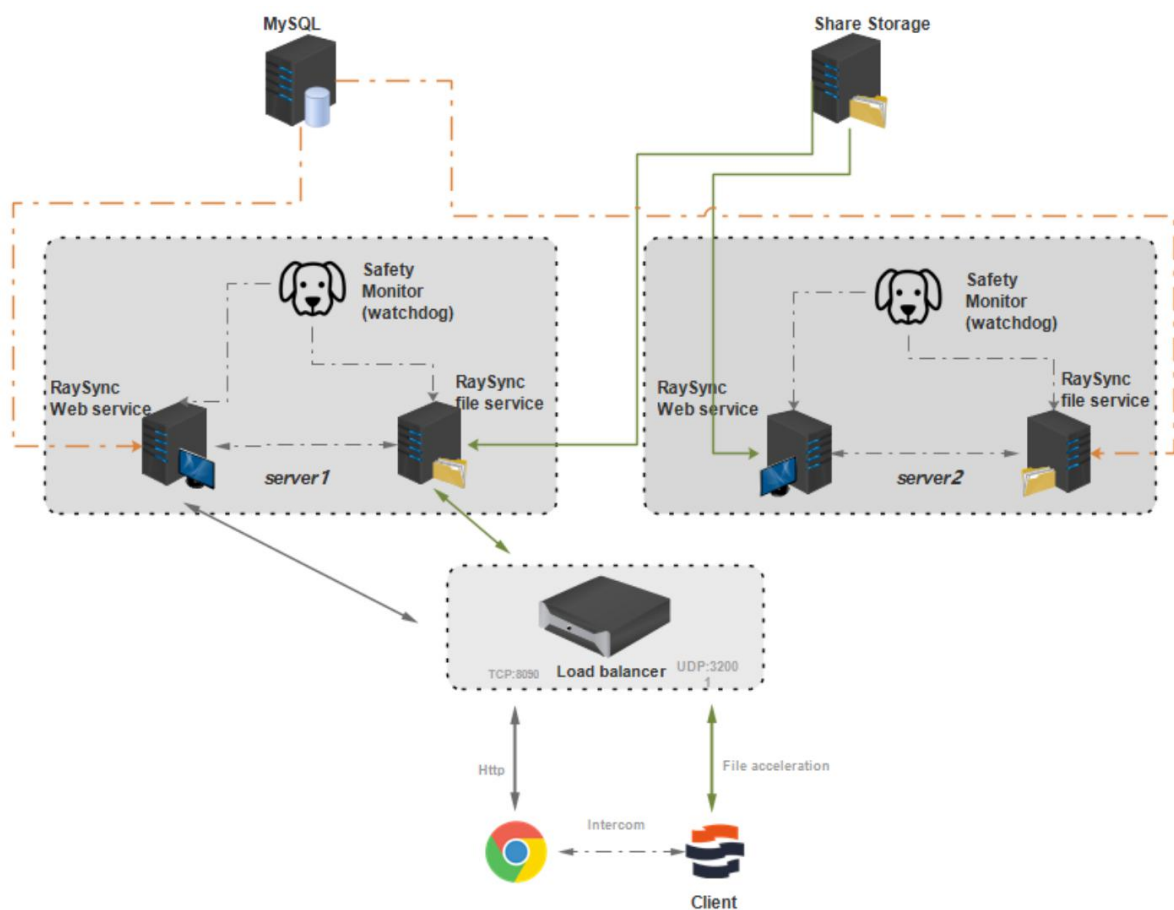 MySQL
Share Storage
Safety
Monitor
(watchdog)
Safety
Monitor
(watchdog)
RaySync
Web service
RaySync
file service
RaySync
Web service
RaySync
file service
server1
server2
TCP:8090
Load balancer
UDP:3200
1
Http
File acceleration
Intercom
Client